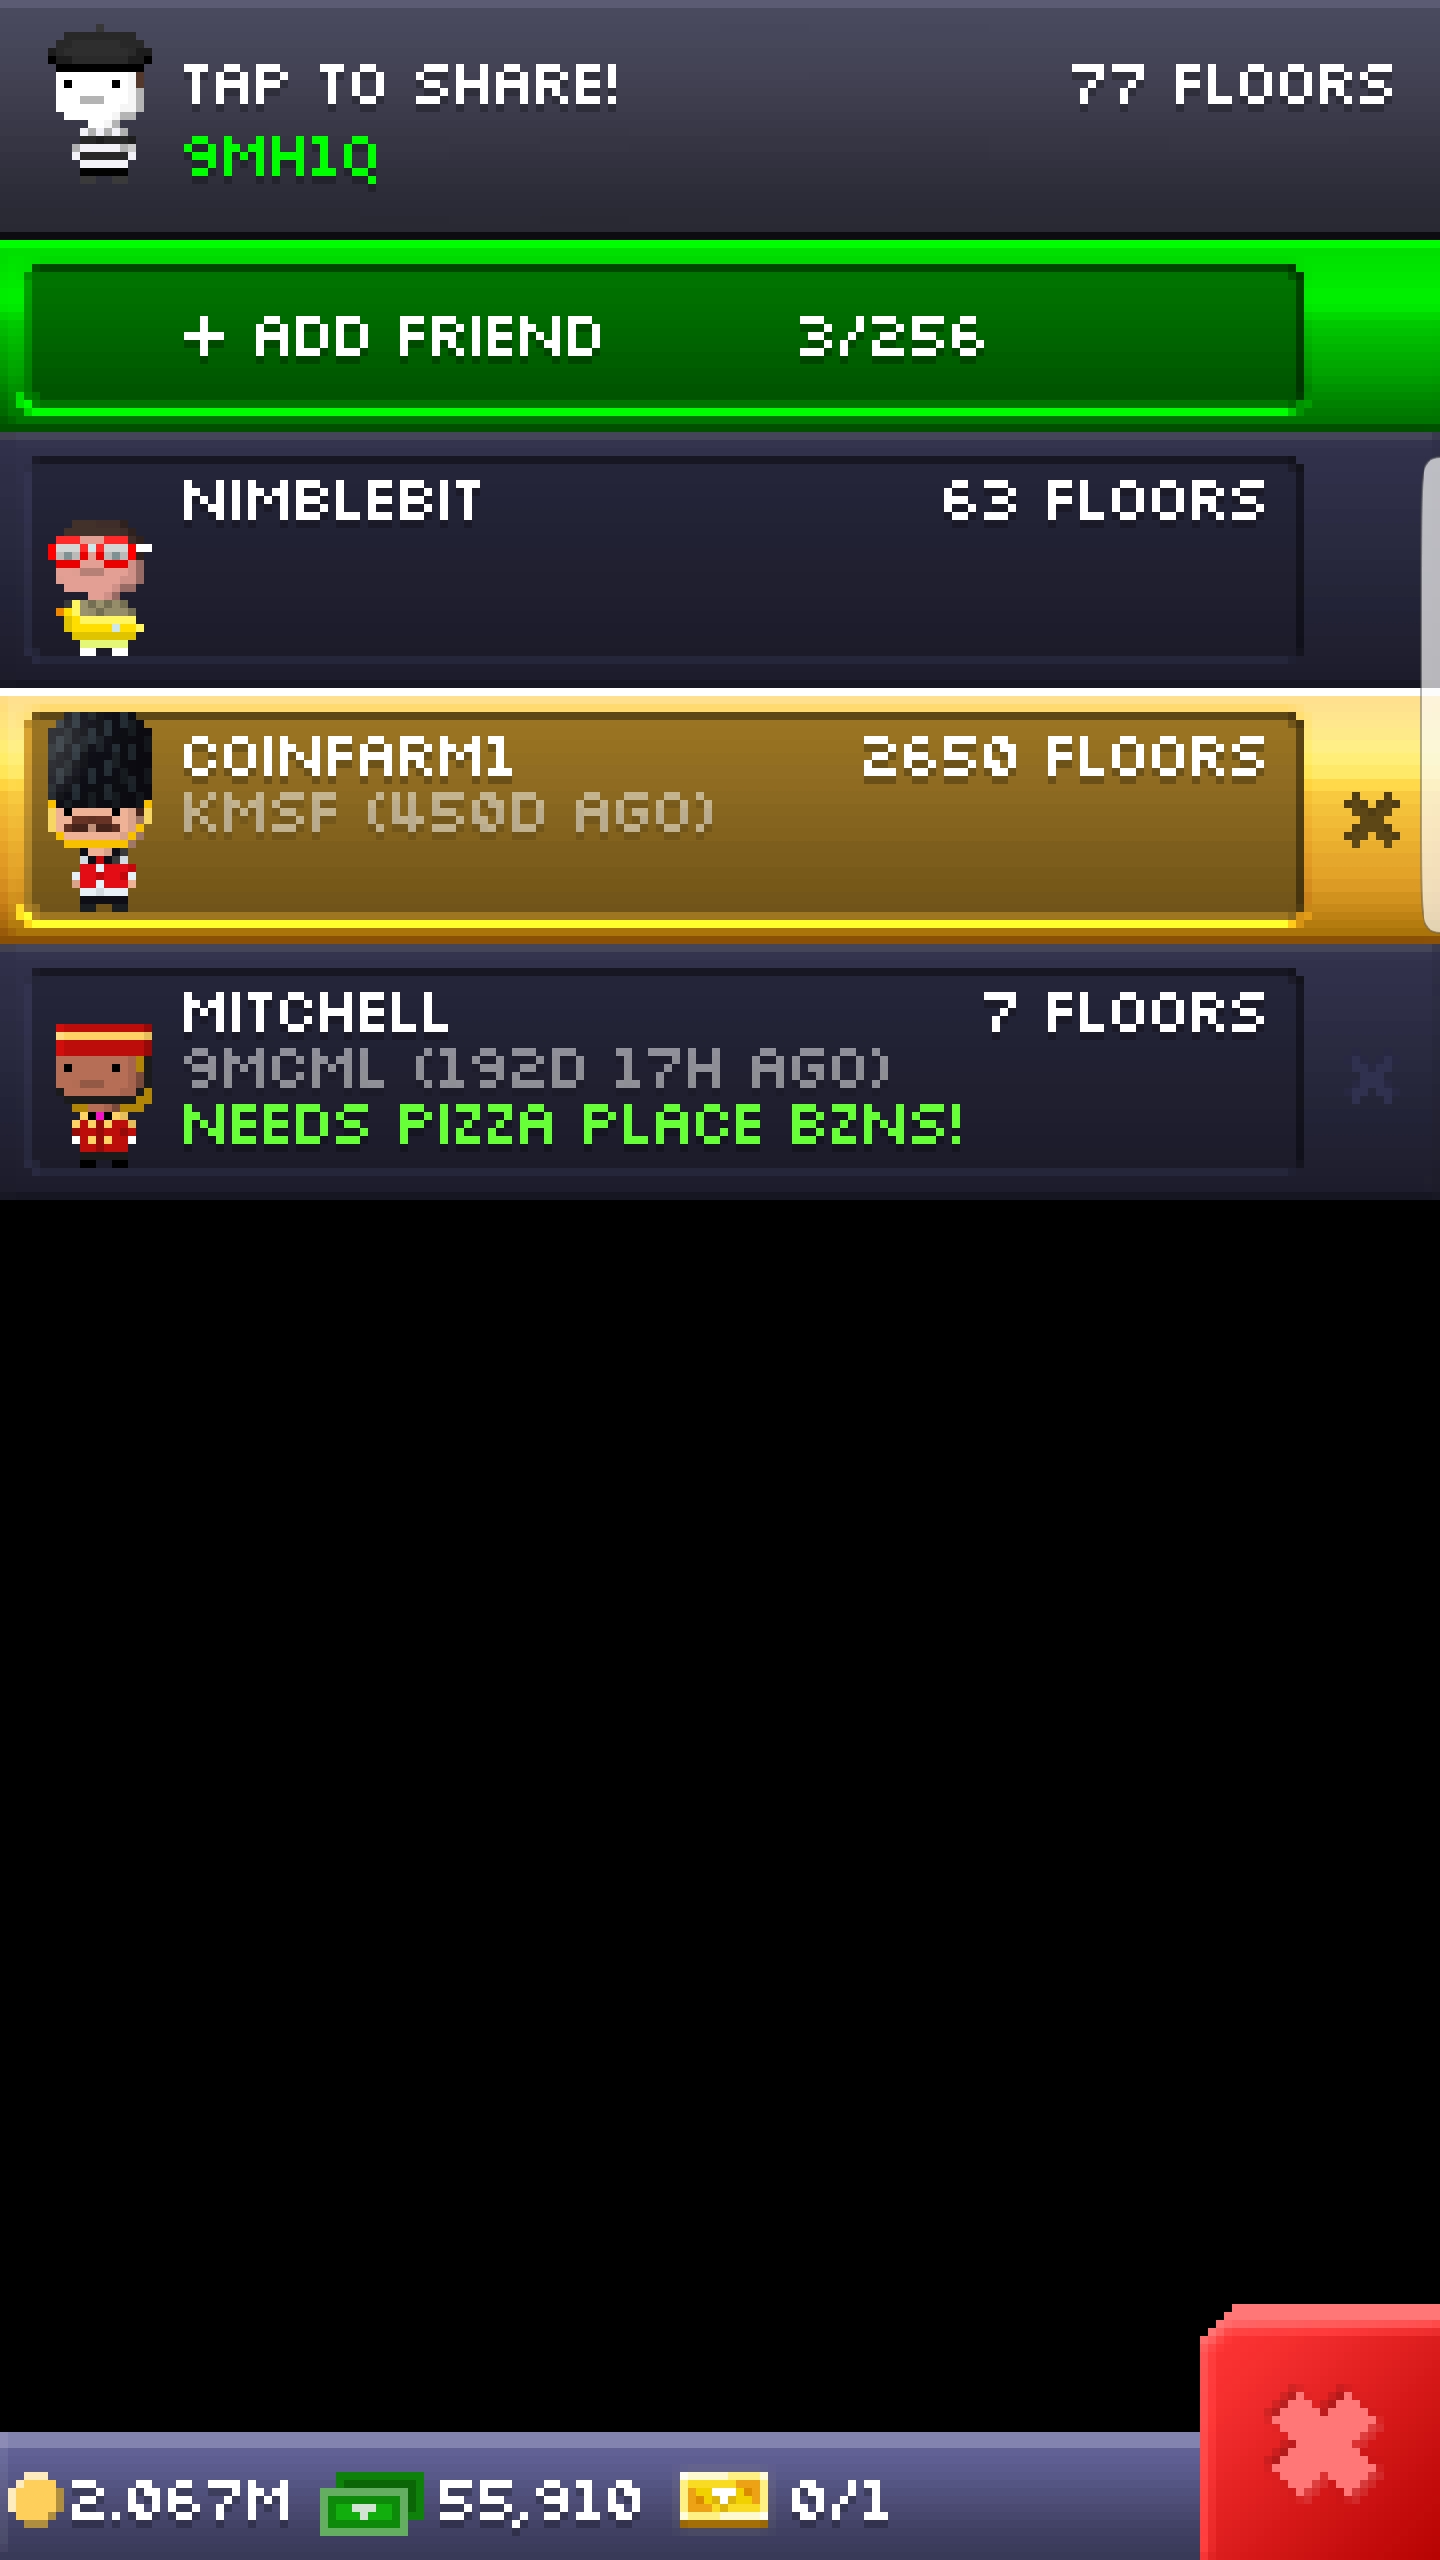 TAP TO SHARE! 77 FLOORS
9MH1Q
+ ADD FRIEND 3/256
NIMBLEBIT 63 FLOORS
COINFARM1 2650 FLOORS
KMSF (450D AGO)
MITCHELL 7 FLOORS
9MCML (192D 17H AGO)
NEEDS PIZZA PLACE BZNS!
2.067M 55,910 0/1